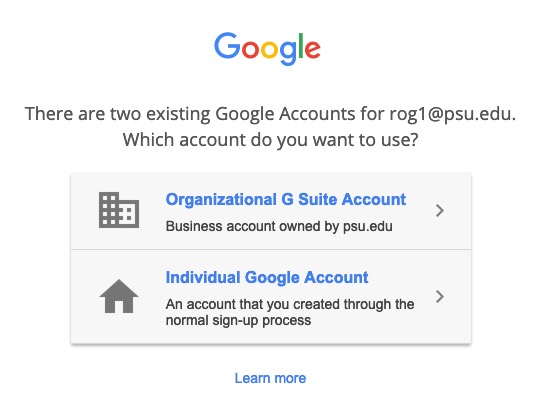 Google
There are two existing Google Accounts for rog1@psu.edu.
Which account do you want to use?
Organizational G Suite Account
Business account owned by psu.edu
Individual Google Account
An account that you created through the
normal sign-up process
Learn more